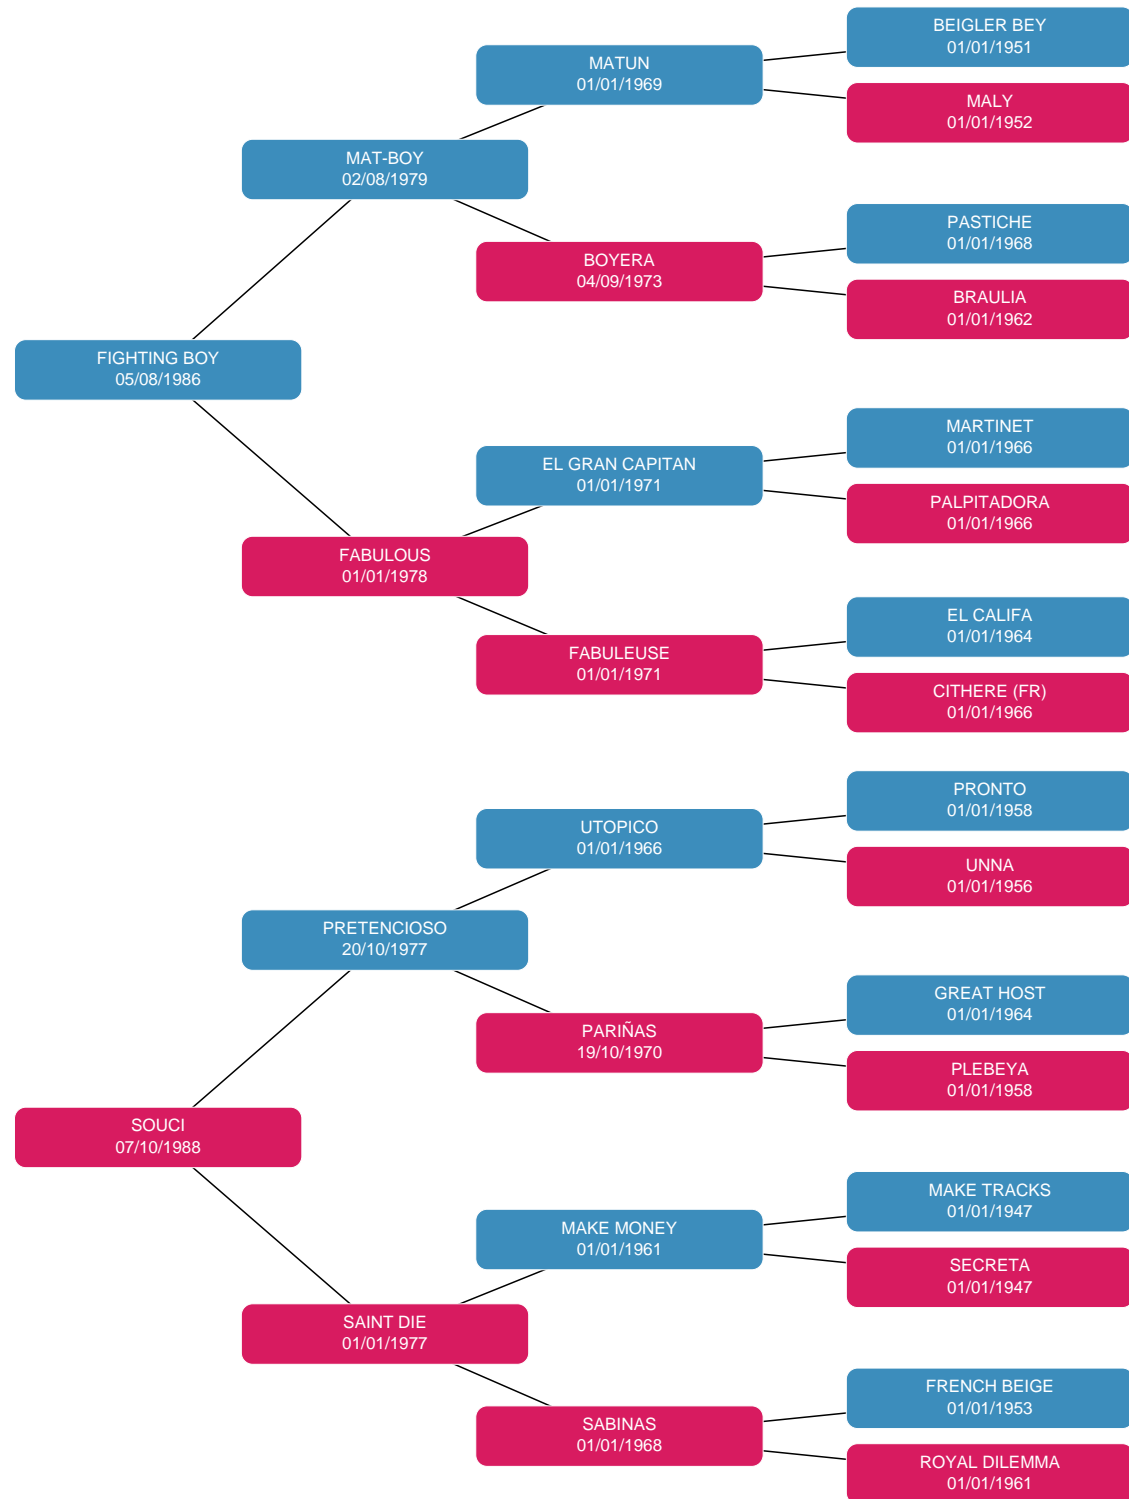 BEIGLER BEY
01/01/1951
MATUN
01/01/1969
MALY
01/01/1952
MAT-BOY
02/08/1979
PASTICHE
01/01/1968
BOYERA
04/09/1973
BRAULIA
01/01/1962
FIGHTING BOY
05/08/1986
MARTINET
01/01/1966
EL GRAN CAPITAN
01/01/1971
PALPITADORA
01/01/1966
FABULOUS
01/01/1978
EL CALIFA
01/01/1964
FABULEUSE
01/01/1971
CITHERE (FR)
01/01/1966
PRONTO
01/01/1958
UTOPICO
01/01/1966
UNNA
01/01/1956
PRETENCIOSO
20/10/1977
GREAT HOST
01/01/1964
PARIÑAS
19/10/1970
PLEBEYA
01/01/1958
SOUCI
07/10/1988
MAKE TRACKS
01/01/1947
MAKE MONEY
01/01/1961
SECRETA
01/01/1947
SAINT DIE
01/01/1977
FRENCH BEIGE
01/01/1953
SABINAS
01/01/1968
ROYAL DILEMMA
01/01/1961